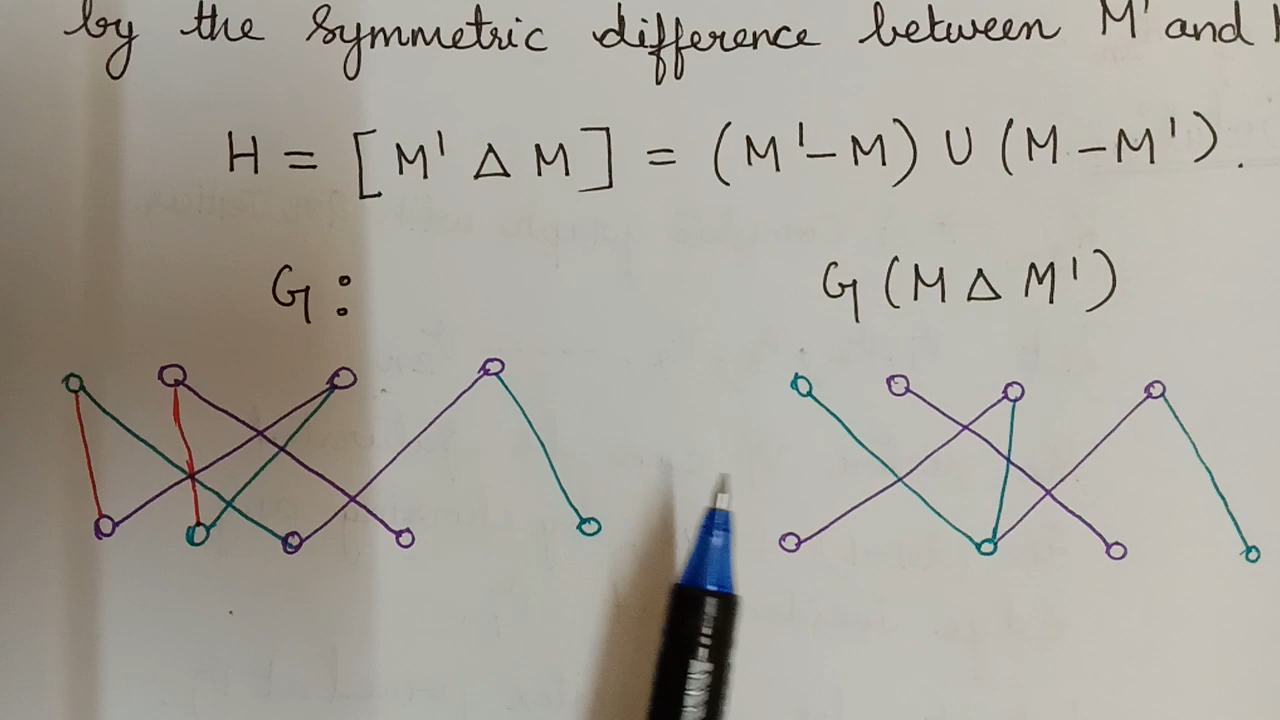 by the symmetric difference between M' and
H = [M' Δ M] = (M'-M) U (M-M').
G: G(M Δ M')